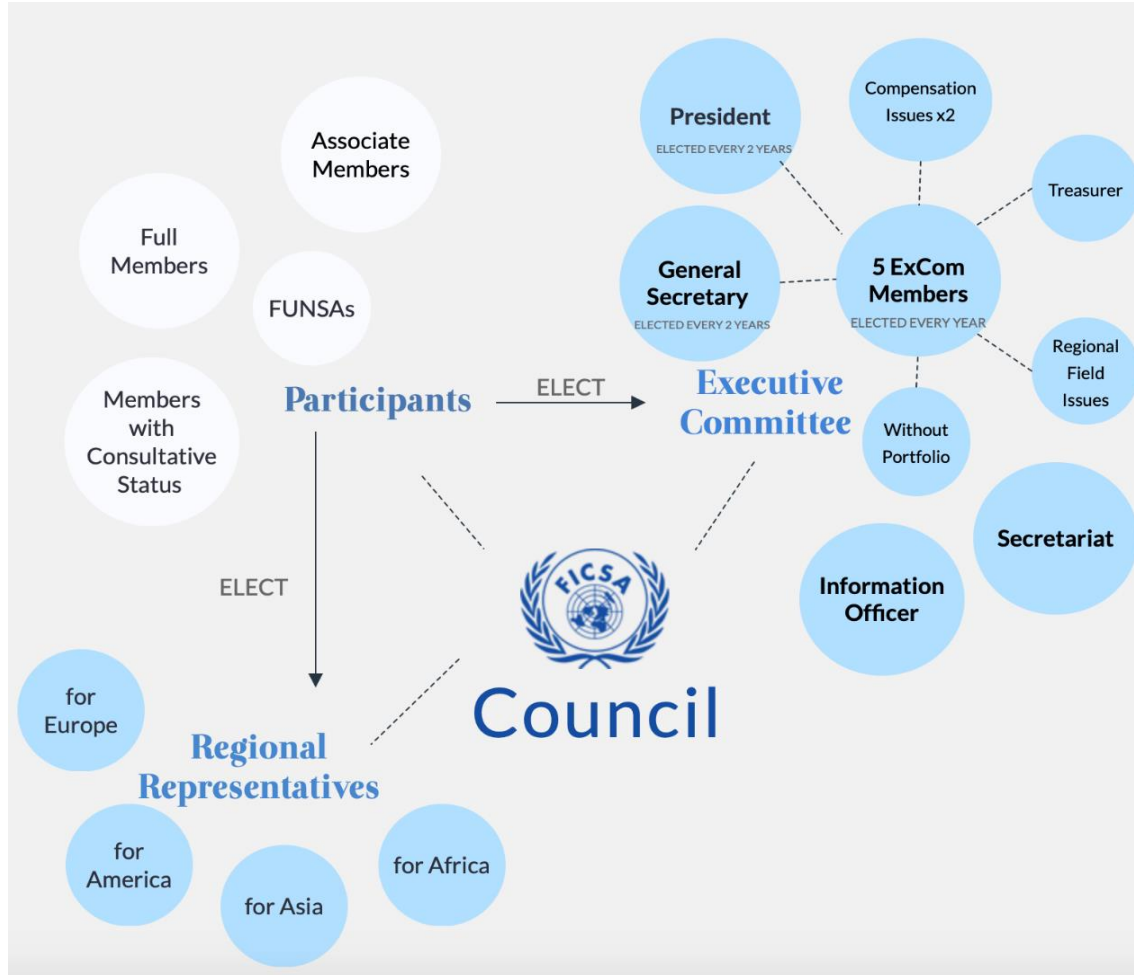 Associate
Members
Full
Members
FUNSAs
Members
with
Consultative
Status
Participants
ELECT
ELECT
President
ELECTED EVERY 2 YEARS
General
Secretary
ELECTED EVERY 2 YEARS
Compensation
Issues x2
Treasurer
5 ExCom
Members
ELECTED EVERY YEAR
Regional
Field
Issues
Without
Portfolio
Executive
Committee
Secretariat
Information
Officer
FICSA
Council
Regional
Representatives
for
Europe
for
America
for Asia
for Africa